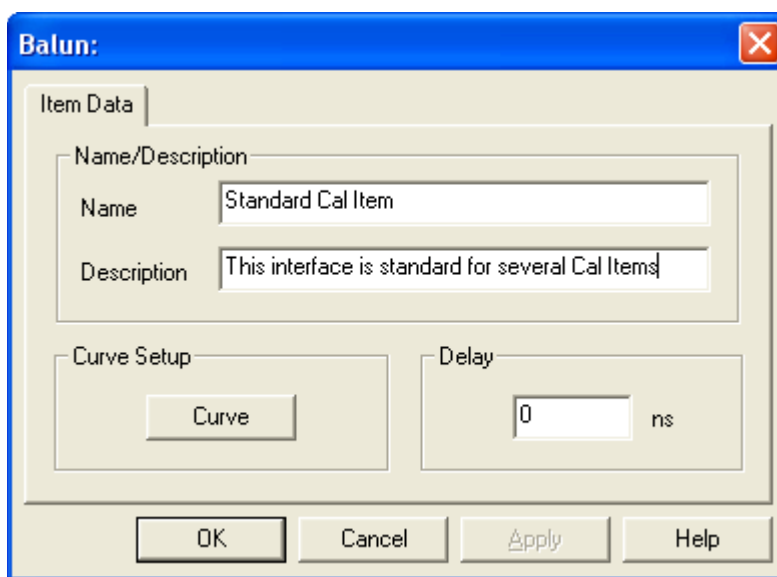 Balun:
Item Data
Name/Description
Name
Standard Cal Item
Description
This interface is standard for several Cal Items
Curve Setup
Curve
Delay
0
ns
OK
Cancel
Apply
Help